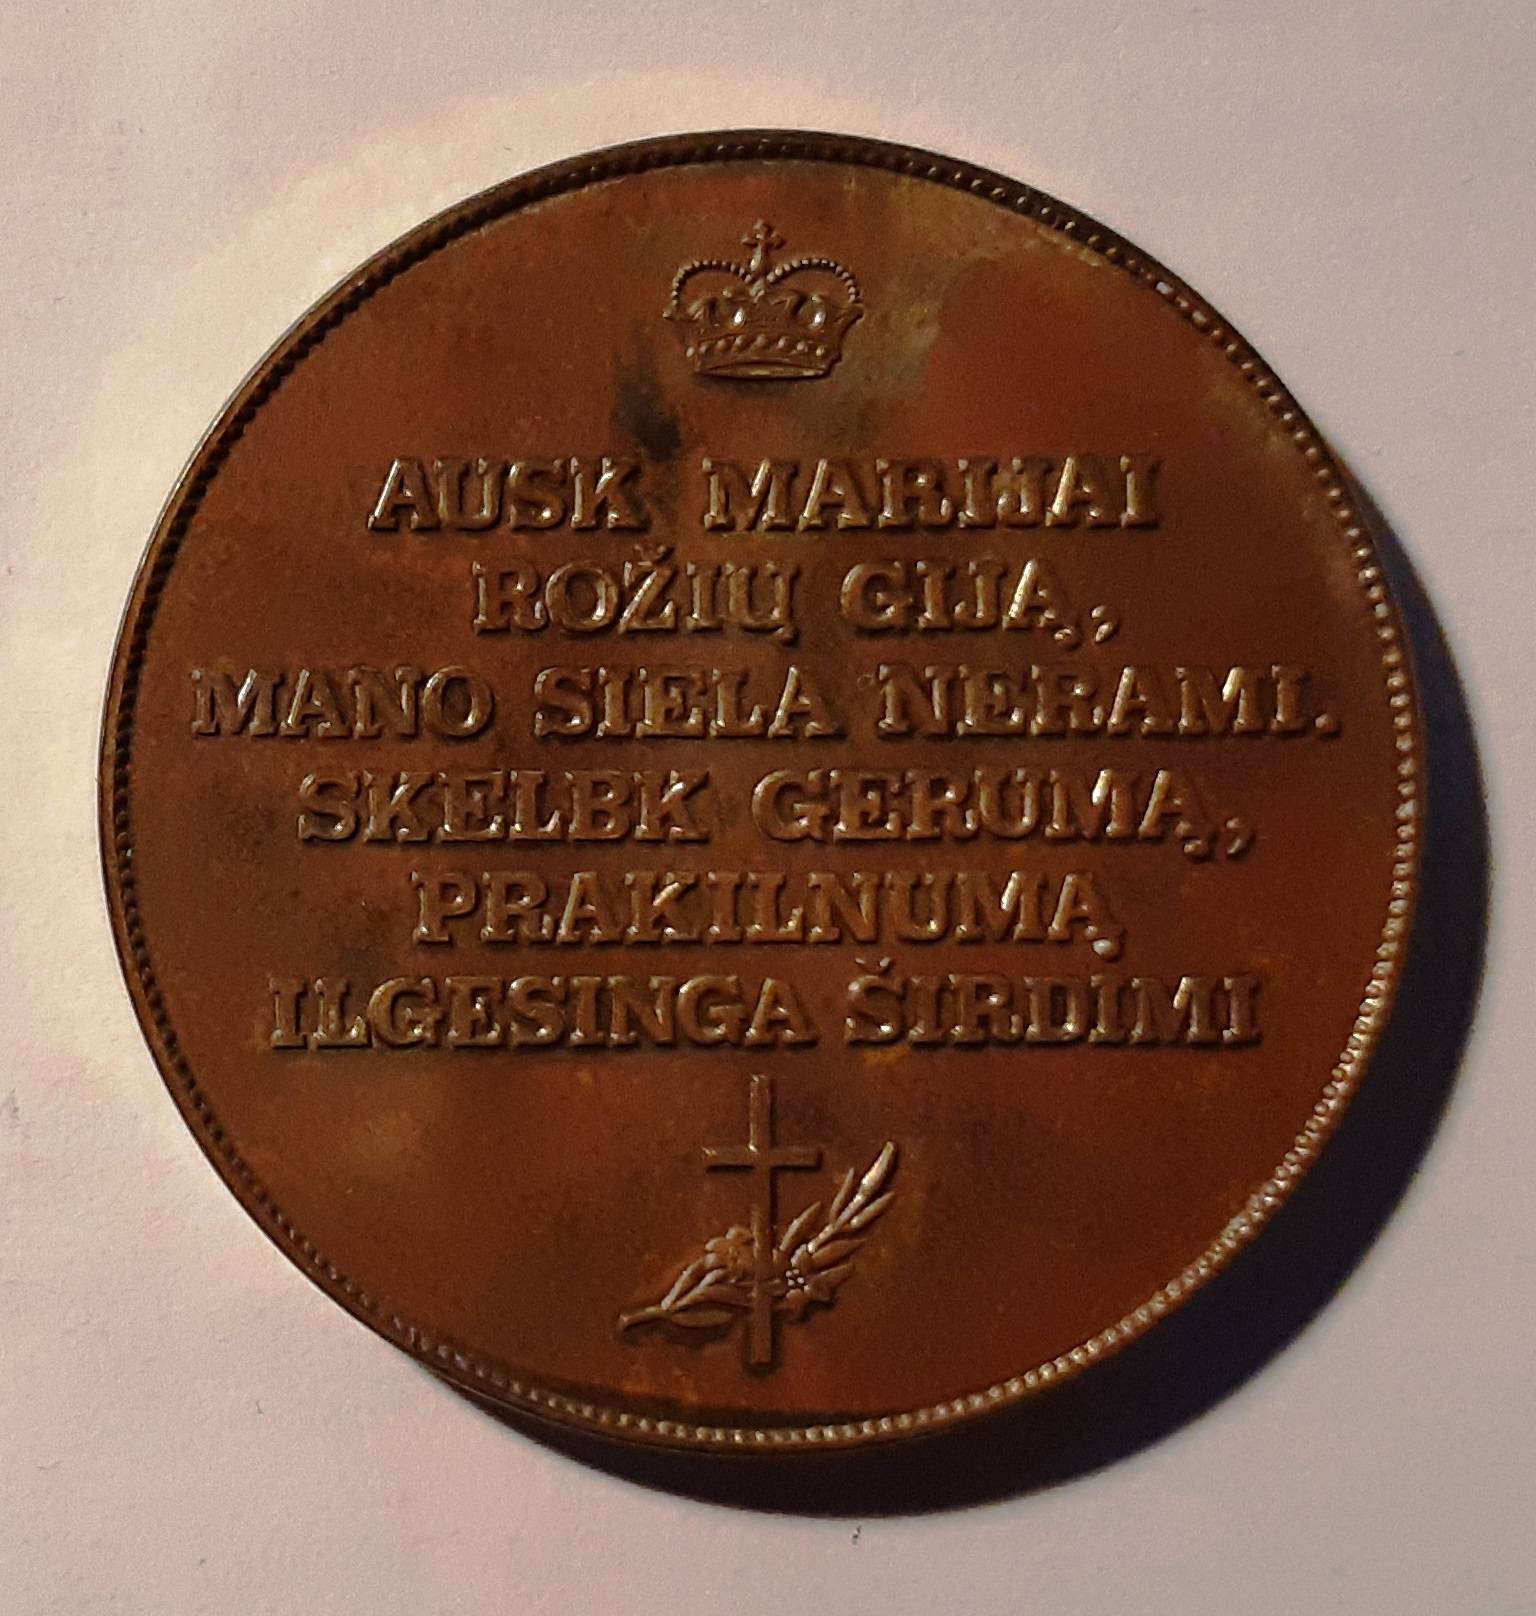 AUSK MARIJAI
ROŽIŲ GIJĄ,
MANO SIELA NERAMI.
SKELBK GERUMĄ,
PRAKILNUMĄ
ILGESINGA ŠIRDIMI